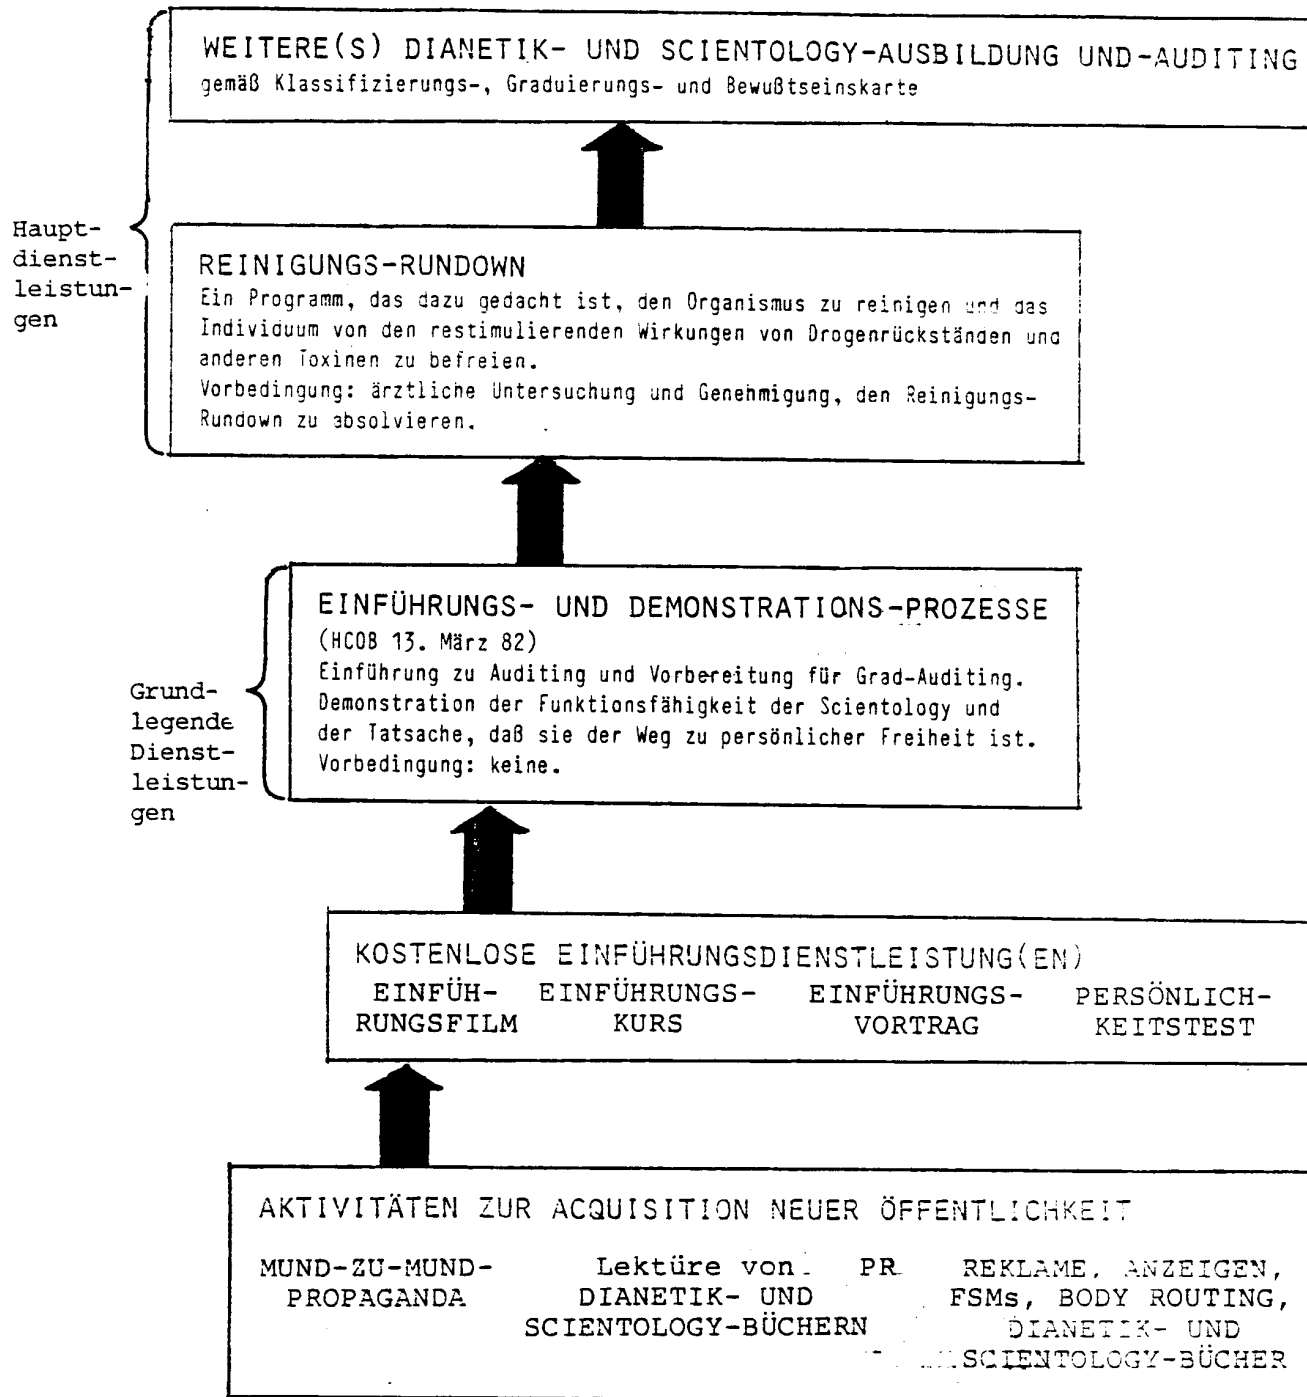 WEITERE(S) DIANETIK- UND SCIENTOLOGY-AUSBILDUNG UND-AUDITING
gemäß Klassifizierungs-, Graduierungs- und Bewußtseinskarte
Haupt-
dienst-
leistun-
gen
REINIGUNGS-RUNDOWN
Ein Programm, das dazu gedacht ist, den Organismus zu reinigen und das
Individuum von den restimulierenden Wirkungen von Drogenrückständen und
anderen Toxinen zu befreien.
Vorbedingung: ärztliche Untersuchung und Genehmigung, den Reinigungs-
Rundown zu absolvieren.
Grund-
legende
Dienst-
leistun-
gen
EINFÜHRUNGS- UND DEMONSTRATIONS-PROZESSE
(HCOB 13. März 82)
Einführung zu Auditing und Vorbereitung für Grad-Auditing.
Demonstration der Funktionsfähigkeit der Scientology und
der Tatsache, daß sie der Weg zu persönlicher Freiheit ist.
Vorbedingung: keine.
KOSTENLOSE EINFÜHRUNGSDIENSTLEISTUNG(EN)
EINFÜH- EINFÜHRUNGS- EINFÜHRUNGS- PERSÖNLICH-
RUNGSFILM KURS VORTRAG KEITSTEST
AKTIVITÄTEN ZUR ACQUISITION NEUER ÖFFENTLICHKEIT
MUND-ZU-MUND- Lektüre von PR REKLAME, ANZEIGEN,
PROPAGANDA DIANETIK- UND FSMs, BODY ROUTING,
SCIENTOLOGY-BÜCHERN DIANETIK- UND
SCIENTOLOGY-BÜCHER